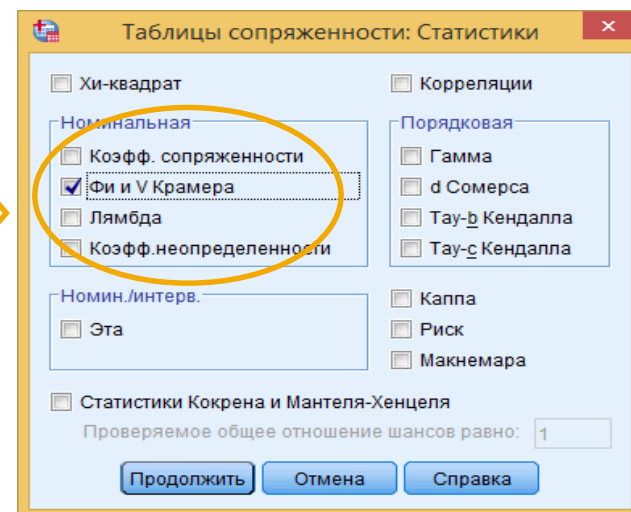 Таблицы сопряженности: Статистики
Хи-квадрат
Корреляции
Номинальная
Коэфф. сопряженности
Фи и V Крамера
Лямбда
Коэфф.неопределенности
Порядковая
Гамма
d Сомерса
Тау-b Кендалла
Тау-c Кендалла
Номин./интерв.
Эта
Каппа
Риск
Макнемара
Статистики Кокрена и Мантеля-Хенцеля
Проверяемое общее отношение шансов равно: 1
Продолжить Отмена Справка